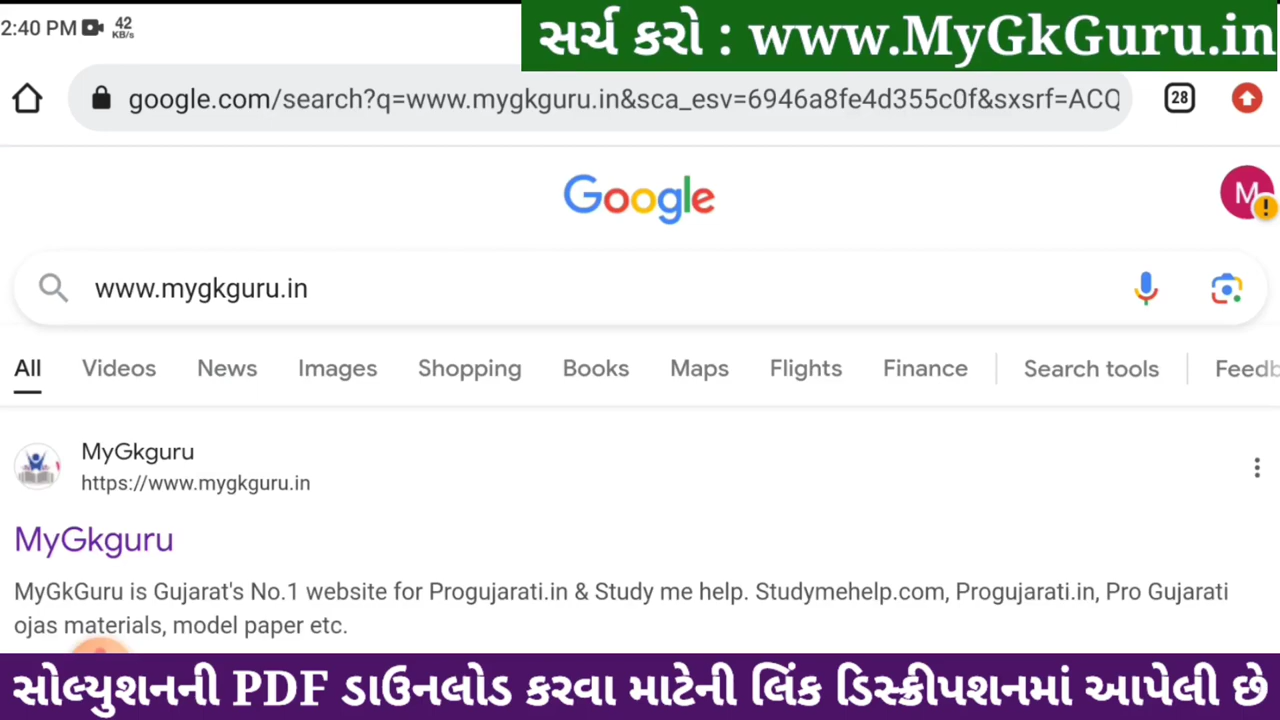 2:40 PM 42 KB/s
સર્ચ કરો : www.MyGkGuru.in
google.com/search?q=www.mygkguru.in&sca_esv=6946a8fe4d355c0f&sxsrf=ACQ
28
Google
M
www.mygkguru.in
All Videos News Images Shopping Books Maps Flights Finance Search tools Feedb
MyGkguru
https://www.mygkguru.in
MyGkguru
MyGkGuru is Gujarat's No.1 website for Progujarati.in & Study me help. Studymehelp.com, Progujarati.in, Pro Gujarati
ojas materials, model paper etc.
સોલ્યુશનની PDF ડાઉનલોડ કરવા માટેની લિંક ડિસ્ક્રીપશનમાં આપેલી છે